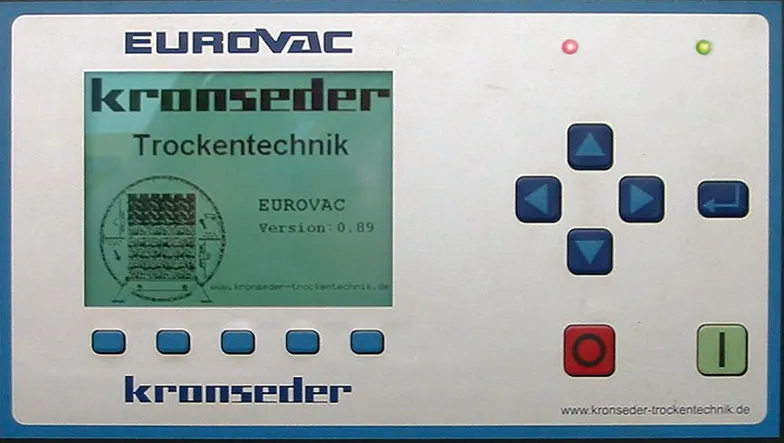 EUROVAC
kronseder
Trockentechnik
EUROVAC
Version:0.89
www.kronseder-trockentechnik.de
kronseder
www.kronseder-trockentechnik.de